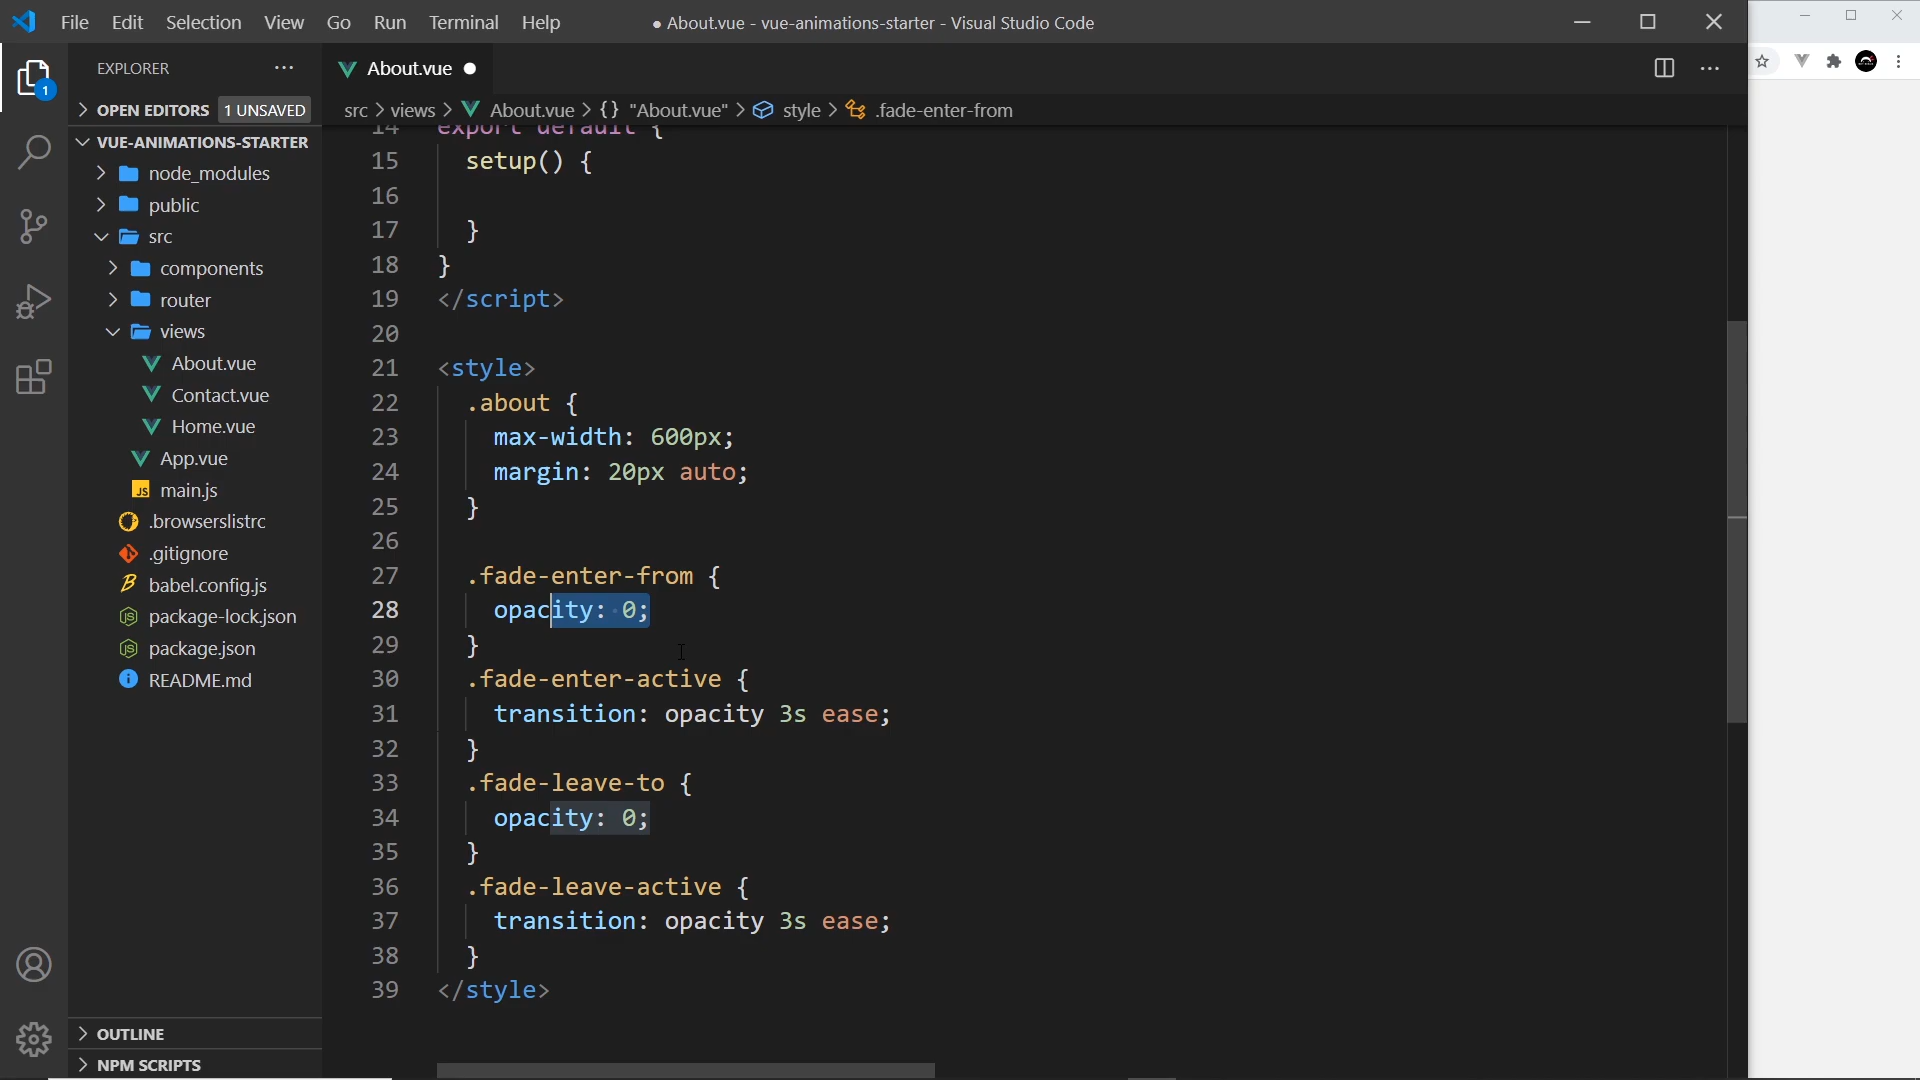 File Edit Selection View Go Run Terminal Help
● About.vue - vue-animations-starter - Visual Studio Code
EXPLORER
1
OPEN EDITORS 1 UNSAVED
VUE-ANIMATIONS-STARTER
node_modules
public
src
components
router
views
About.vue
Contact.vue
Home.vue
App.vue
main.js
.browserslistrc
.gitignore
babel.config.js
package-lock.json
package.json
README.md
OUTLINE
NPM SCRIPTS
About.vue
src > views > About.vue > {} "About.vue" > style > .fade-enter-from
14 export default {
15 setup() {
16
17 }
18 }
19 </script>
20
21 <style>
22 .about {
23 max-width: 600px;
24 margin: 20px auto;
25 }
26
27 .fade-enter-from {
28 opacity: 0;
29 }
30 .fade-enter-active {
31 transition: opacity 3s ease;
32 }
33 .fade-leave-to {
34 opacity: 0;
35 }
36 .fade-leave-active {
37 transition: opacity 3s ease;
38 }
39 </style>